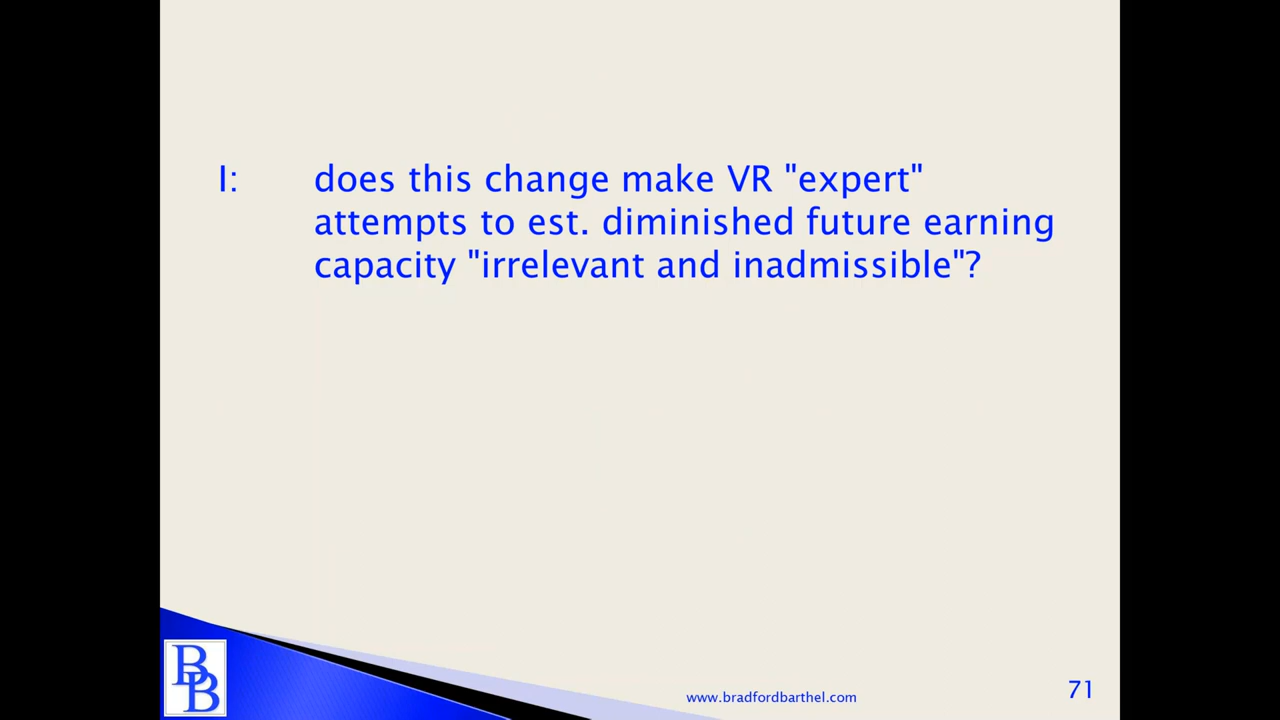 I: does this change make VR "expert"
attempts to est. diminished future earning
capacity "irrelevant and inadmissible"?
BB
www.bradfordbarthel.com
71